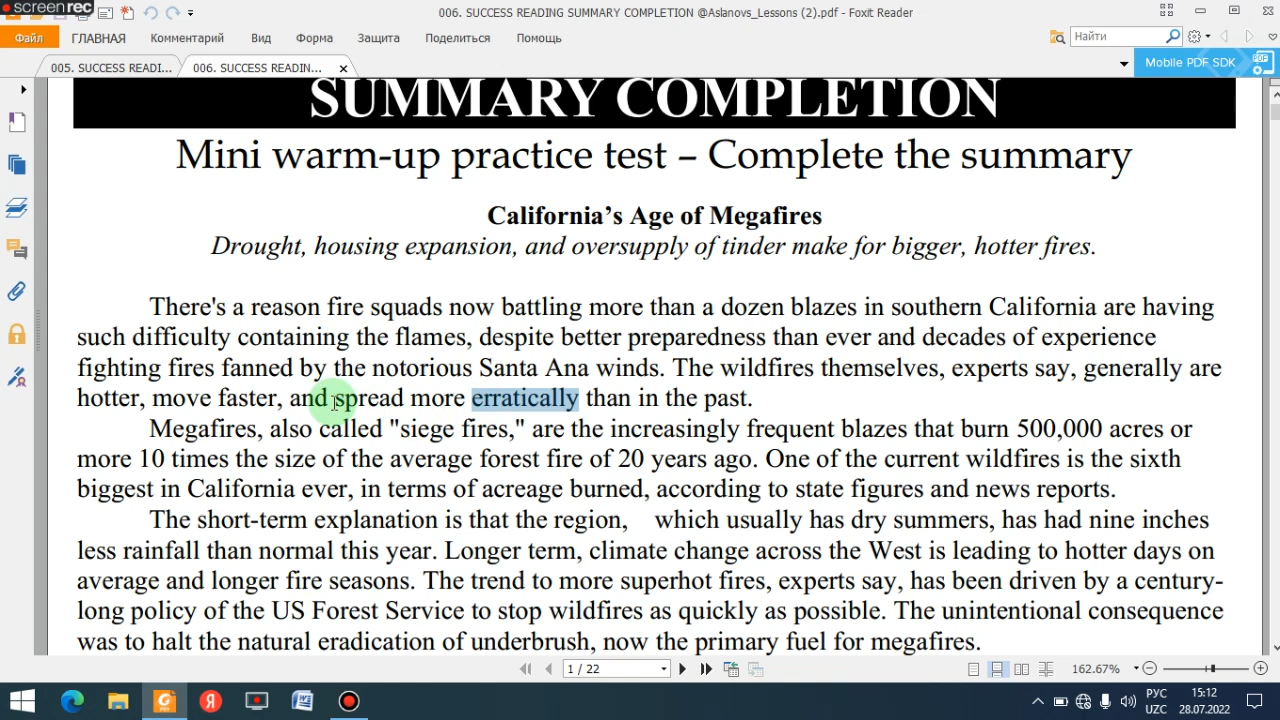 screen rec
006. SUCCESS READING SUMMARY COMPLETION @Aslanovs_Lessons (2).pdf - Foxit Reader
Файл ГЛАВНАЯ Комментарий Вид Форма Защита Поделиться Помощь Найти
005. SUCCESS READI... 006. SUCCESS READIN... Mobile PDF SDK
SUMMARY COMPLETION
Mini warm-up practice test – Complete the summary
California's Age of Megafires
Drought, housing expansion, and oversupply of tinder make for bigger, hotter fires.
There's a reason fire squads now battling more than a dozen blazes in southern California are having
such difficulty containing the flames, despite better preparedness than ever and decades of experience
fighting fires fanned by the notorious Santa Ana winds. The wildfires themselves, experts say, generally are
hotter, move faster, and spread more erratically than in the past.
Megafires, also called "siege fires," are the increasingly frequent blazes that burn 500,000 acres or
more 10 times the size of the average forest fire of 20 years ago. One of the current wildfires is the sixth
biggest in California ever, in terms of acreage burned, according to state figures and news reports.
The short-term explanation is that the region, which usually has dry summers, has had nine inches
less rainfall than normal this year. Longer term, climate change across the West is leading to hotter days on
average and longer fire seasons. The trend to more superhot fires, experts say, has been driven by a century-
long policy of the US Forest Service to stop wildfires as quickly as possible. The unintentional consequence
was to halt the natural eradication of underbrush, now the primary fuel for megafires.
1 / 22 162.67%
РУС 15:12
UZC 28.07.2022